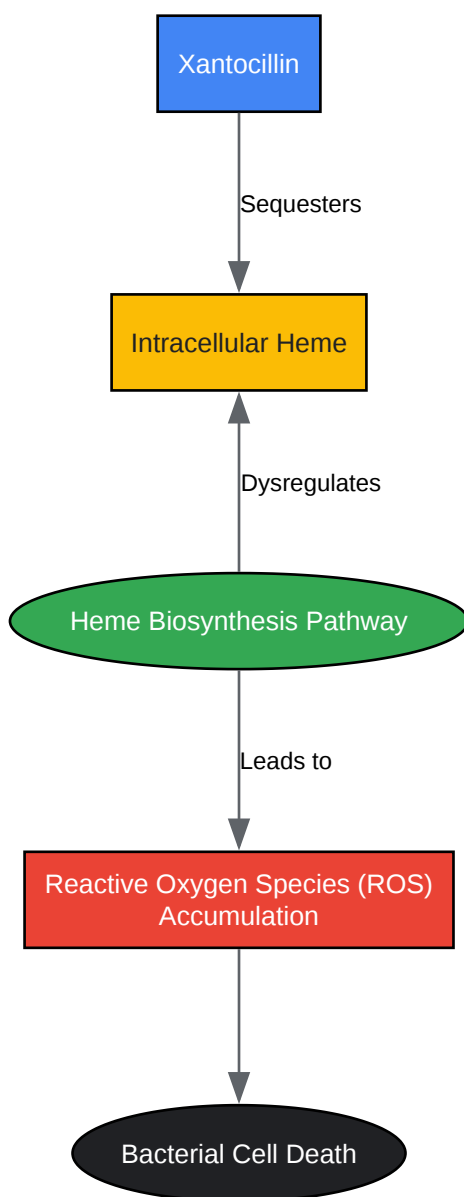 Xantocillin
Sequesters
Intracellular Heme
Dysregulates
Heme Biosynthesis Pathway
Leads to
Reactive Oxygen Species (ROS)
Accumulation
Bacterial Cell Death